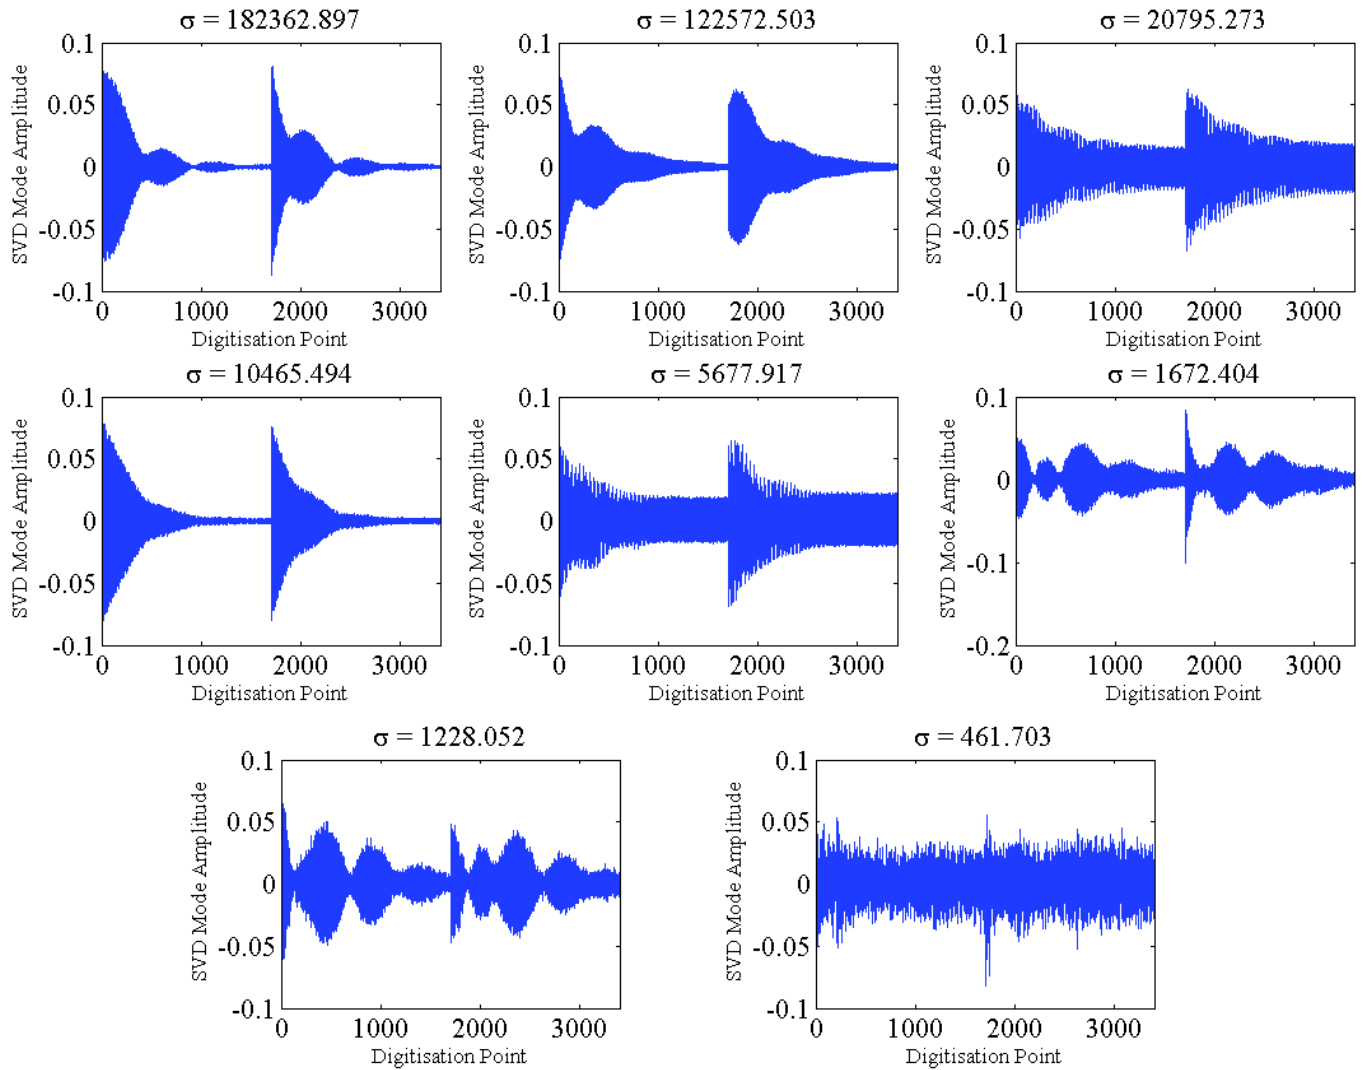 σ = 182362.897
0.1
0.05
0
-0.05
-0.1
SVD Mode Amplitude
0 1000 2000 3000
Digitisation Point
σ = 122572.503
0.1
0.05
0
-0.05
-0.1
SVD Mode Amplitude
0 1000 2000 3000
Digitisation Point
σ = 20795.273
0.1
0.05
0
-0.05
-0.1
SVD Mode Amplitude
0 1000 2000 3000
Digitisation Point
σ = 10465.494
0.1
0.05
0
-0.05
-0.1
SVD Mode Amplitude
0 1000 2000 3000
Digitisation Point
σ = 5677.917
0.1
0.05
0
-0.05
-0.1
SVD Mode Amplitude
0 1000 2000 3000
Digitisation Point
σ = 1672.404
0.1
0
-0.1
-0.2
SVD Mode Amplitude
0 1000 2000 3000
Digitisation Point
σ = 1228.052
0.1
0.05
0
-0.05
-0.1
SVD Mode Amplitude
0 1000 2000 3000
Digitisation Point
σ = 461.703
0.1
0.05
0
-0.05
-0.1
SVD Mode Amplitude
0 1000 2000 3000
Digitisation Point